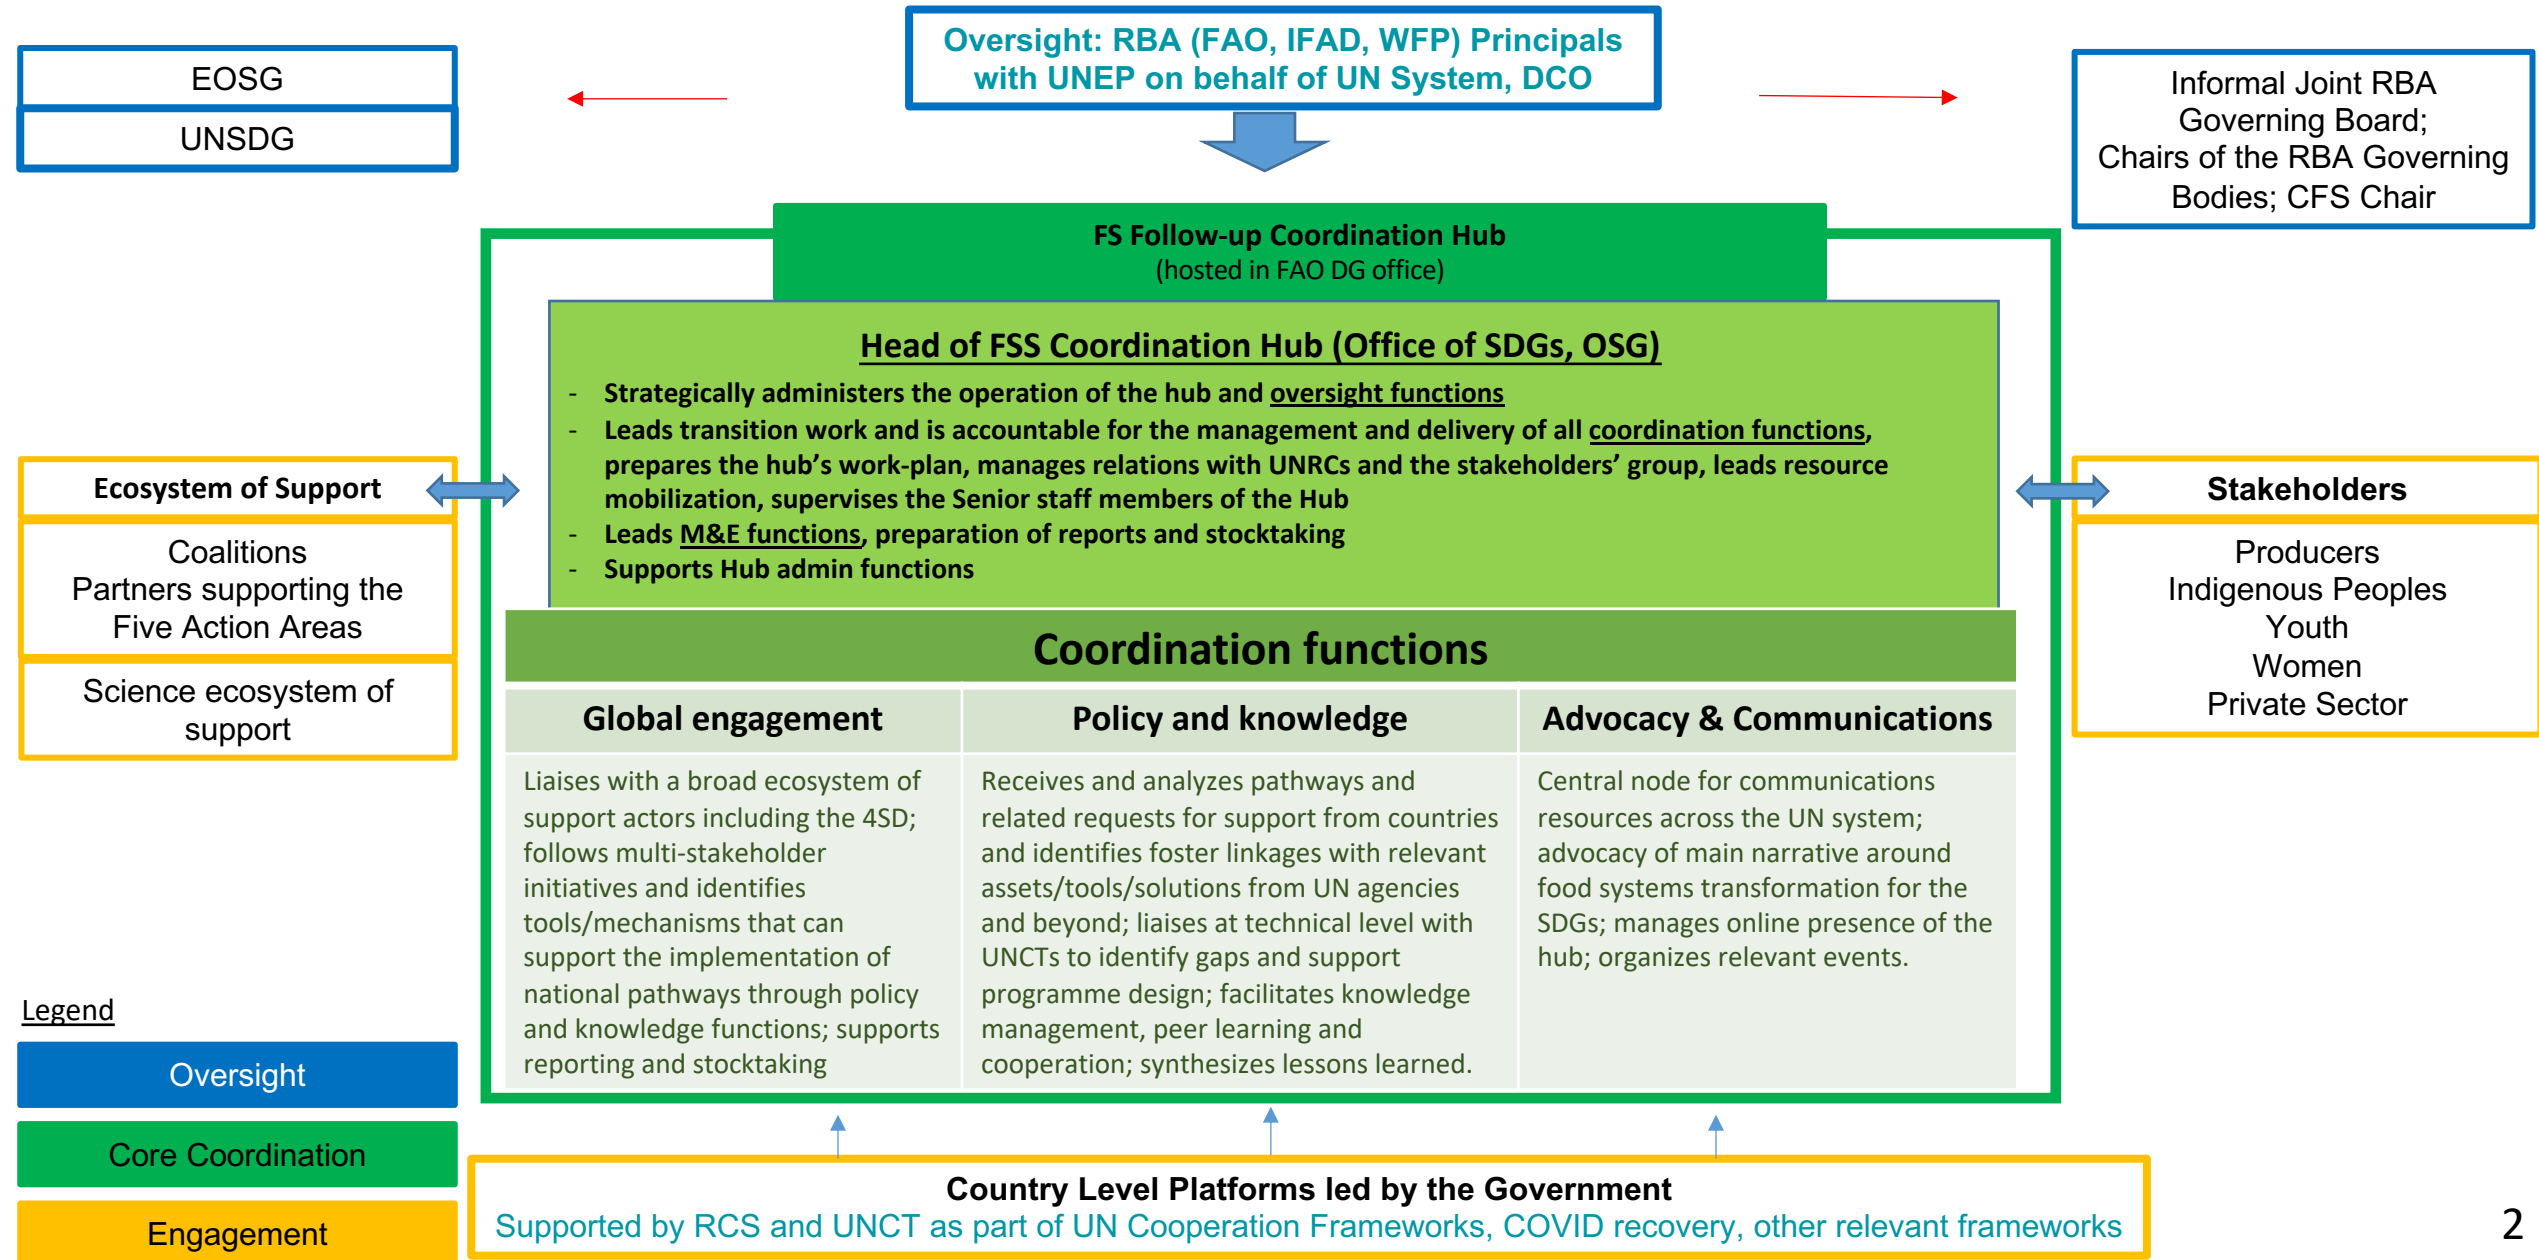 Oversight: RBA (FAO, IFAD, WFP) Principals
with UNEP on behalf of UN System, DCO
EOSG
UNSDG
Informal Joint RBA
Governing Board;
Chairs of the RBA Governing
Bodies; CFS Chair
FS Follow-up Coordination Hub
(hosted in FAO DG office)
Head of FSS Coordination Hub (Office of SDGs, OSG)
- Strategically administers the operation of the hub and oversight functions
- Leads transition work and is accountable for the management and delivery of all coordination functions,
prepares the hub's work-plan, manages relations with UNRCs and the stakeholders' group, leads resource
mobilization, supervises the Senior staff members of the Hub
- Leads M&E functions, preparation of reports and stocktaking
- Supports Hub admin functions
Ecosystem of Support
Coalitions
Partners supporting the
Five Action Areas
Science ecosystem of
support
Stakeholders
Producers
Indigenous Peoples
Youth
Women
Private Sector
Coordination functions
Global engagement
Liaises with a broad ecosystem of
support actors including the 4SD;
follows multi-stakeholder
initiatives and identifies
tools/mechanisms that can
support the implementation of
national pathways through policy
and knowledge functions; supports
reporting and stocktaking
Policy and knowledge
Receives and analyzes pathways and
related requests for support from countries
and identifies foster linkages with relevant
assets/tools/solutions from UN agencies
and beyond; liaises at technical level with
UNCTs to identify gaps and support
programme design; facilitates knowledge
management, peer learning and
cooperation; synthesizes lessons learned.
Advocacy & Communications
Central node for communications
resources across the UN system;
advocacy of main narrative around
food systems transformation for the
SDGs; manages online presence of the
hub; organizes relevant events.
Legend
Oversight
Core Coordination
Engagement
Country Level Platforms led by the Government
Supported by RCS and UNCT as part of UN Cooperation Frameworks, COVID recovery, other relevant frameworks
2